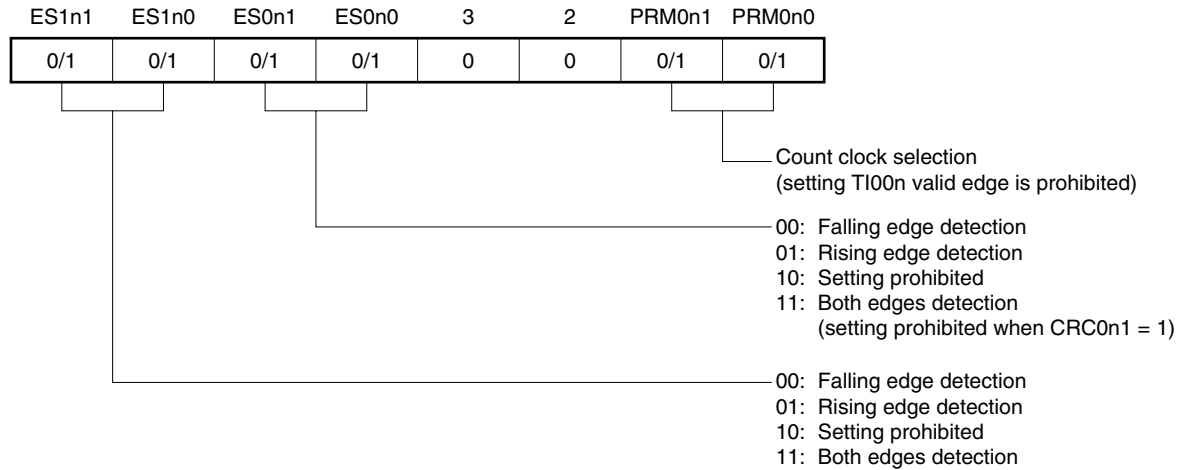 ES1n1 ES1n0 ES0n1 ES0n0 3 2 PRM0n1 PRM0n0
0/1 0/1 0/1 0/1 0 0 0/1 0/1
Count clock selection
(setting TI00n valid edge is prohibited)
00: Falling edge detection
01: Rising edge detection
10: Setting prohibited
11: Both edges detection
(setting prohibited when CRC0n1 = 1)
00: Falling edge detection
01: Rising edge detection
10: Setting prohibited
11: Both edges detection